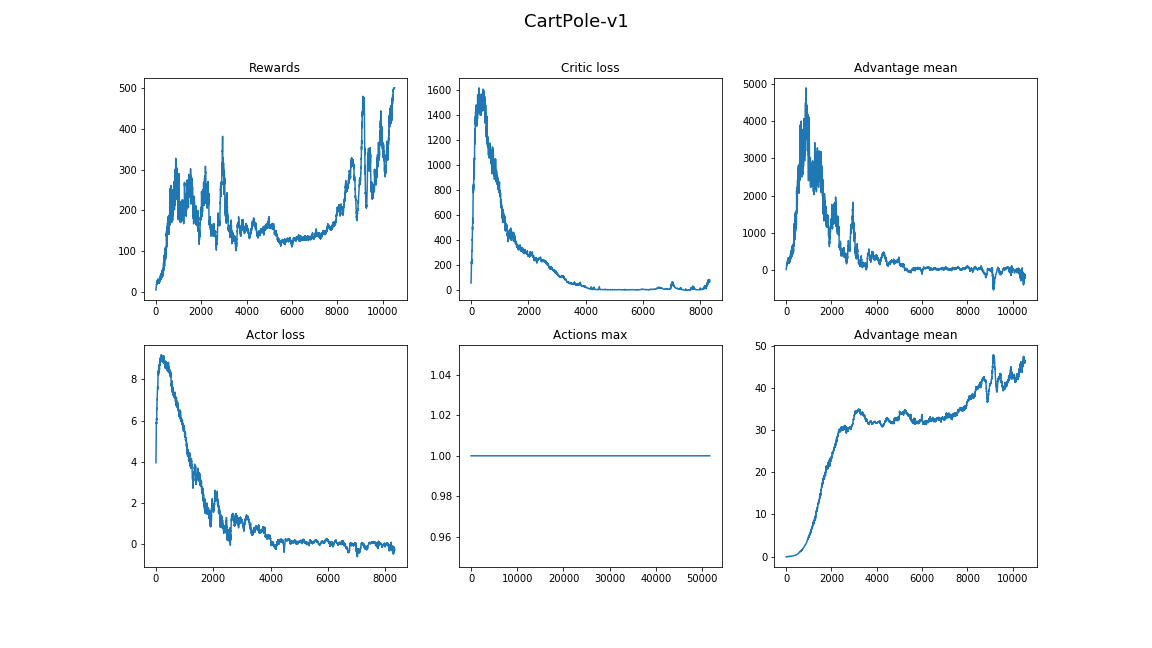 CartPole-v1
Rewards
500
400
300
200
100
0
0 2000 4000 6000 8000 10000
Critic loss
1600
1400
1200
1000
800
600
400
200
0
0 2000 4000 6000 8000
Advantage mean
5000
4000
3000
2000
1000
0
0 2000 4000 6000 8000 10000
Actor loss
8
6
4
2
0
0 2000 4000 6000 8000
Actions max
1.04
1.02
1.00
0.98
0.96
0 10000 20000 30000 40000 50000
Advantage mean
50
40
30
20
10
0
0 2000 4000 6000 8000 10000